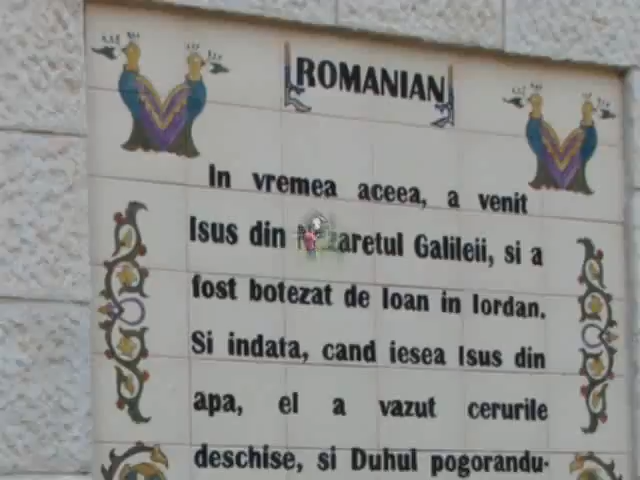 ROMANIAN
In vremea aceea, a venit
Isus din Galileii, si a
fost botezat de Ioan in Iordan.
Si indata, cand iesea Isus din
apa, el a vazut cerurile
deschise, si Duhul pogorandu-